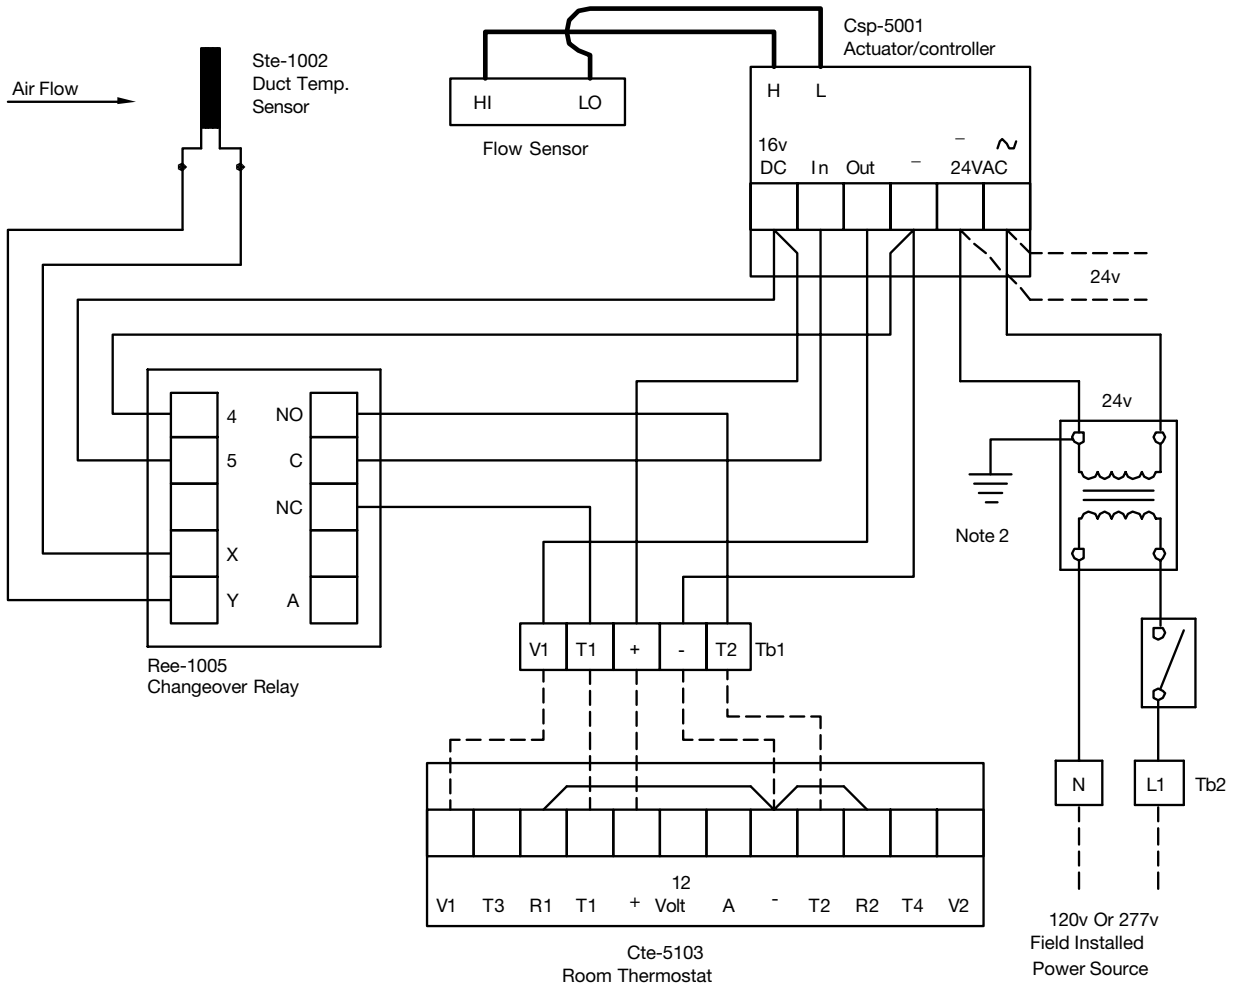 Csp-5001
Actuator/controller
Ste-1002
Duct Temp.
Sensor
Air Flow
HI LO
Flow Sensor
H L
16v
DC In Out – – 24VAC
24v
24v
4 NO
5 C
NC
X
Y A
Note 2
Ree-1005
Changeover Relay
V1 T1 + - T2 Tb1
N L1 Tb2
12
V1 T3 R1 T1 + Volt A - T2 R2 T4 V2
Cte-5103
Room Thermostat
120v Or 277v
Field Installed
Power Source